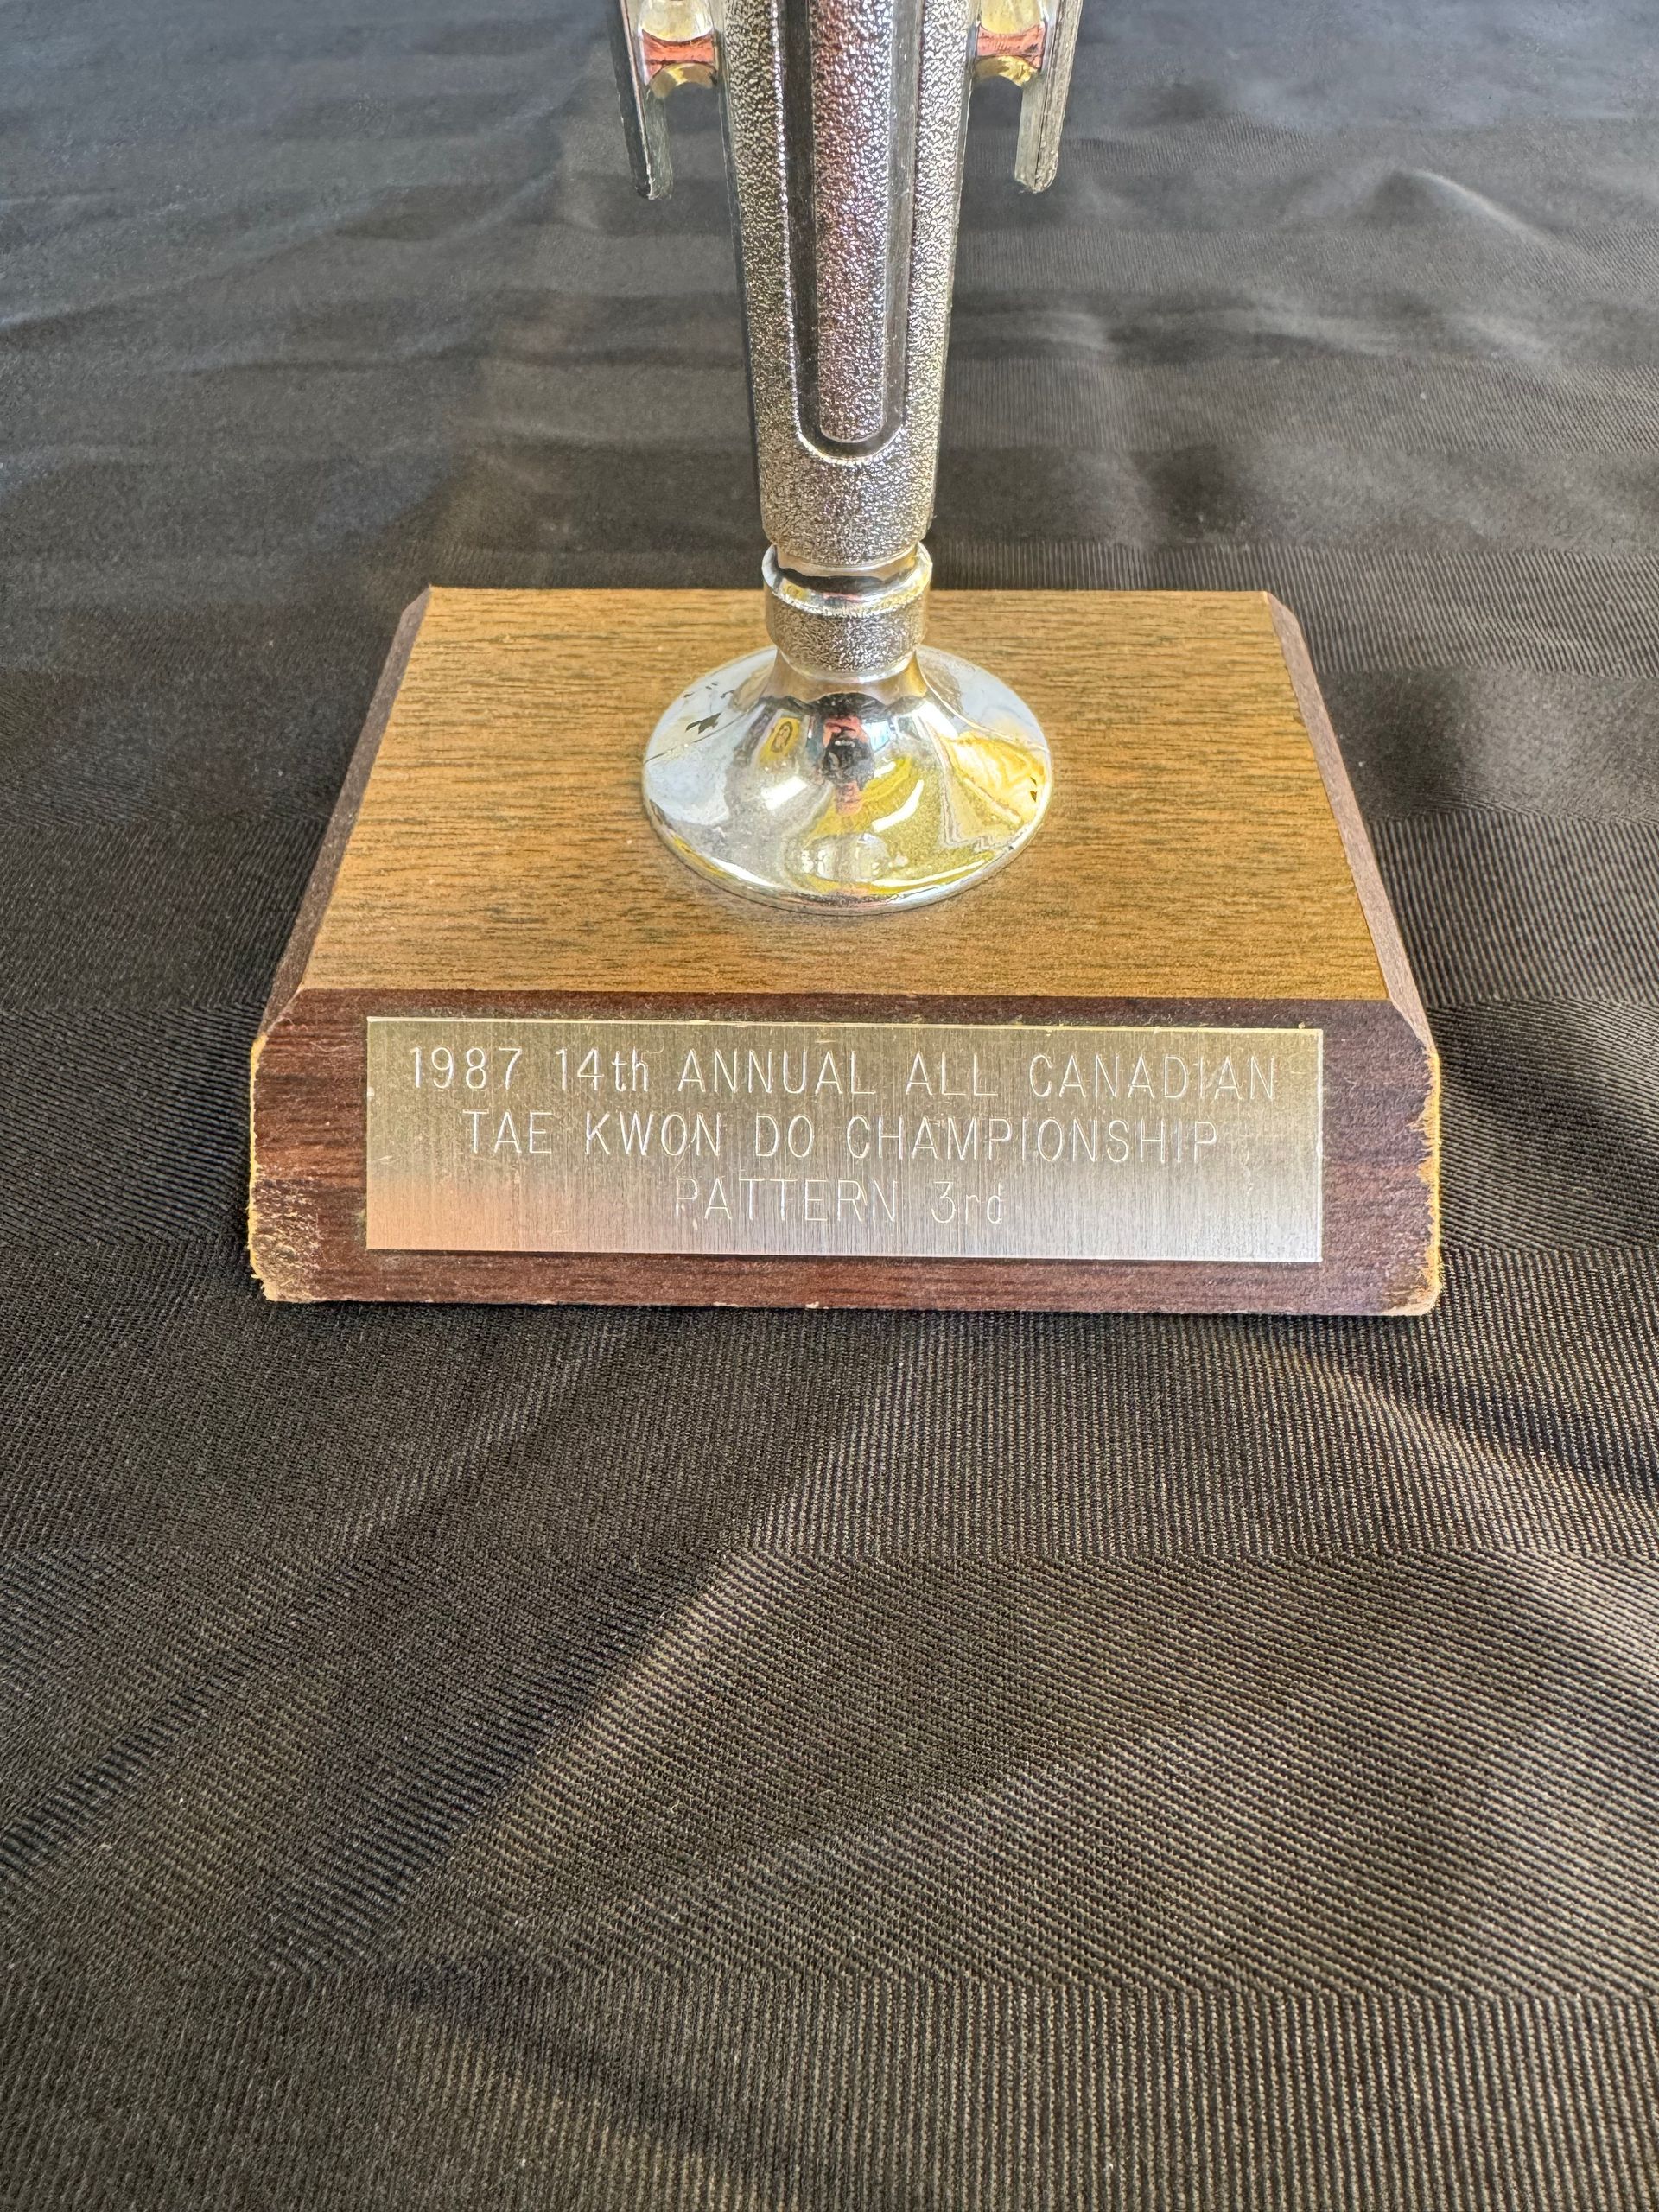 1987 14th ANNUAL ALL CANADIAN
TAE KWON DO CHAMPIONSHIP
PATTERN 3rd